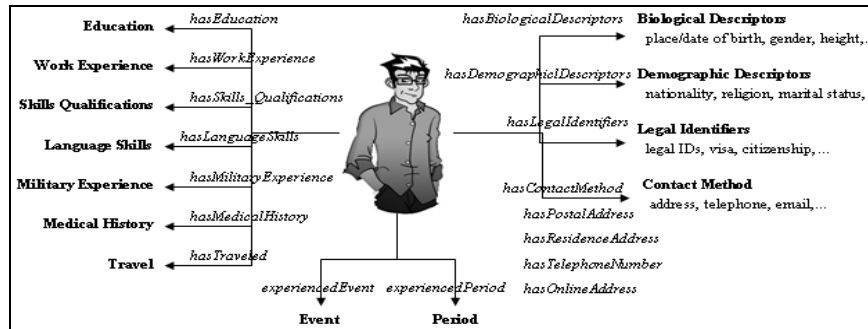 hasEducation
Education
hasWorkExperience
Work Experience
hasSkills_Qualifications
Skills Qualifications
hasLanguageSkills
Language Skills
hasMilitaryExperience
Military Experience
hasMedicalHistory
Medical History
hasTraveled
Travel
experiencedEvent
Event
experiencedPeriod
Period
hasBiologicalDescriptors
Biological Descriptors
place/date of birth, gender, height,..
hasDemographiclDescriptors
Demographic Descriptors
nationality, religion, marital status,
hasLegalIdentifiers
Legal Identifiers
legal IDs, visa, citizenship,...
hasContactMethod
Contact Method
address, telephone, email,...
hasPostalAddress
hasResidenceAddress
hasTelephoneNumber
hasOnlineAddress